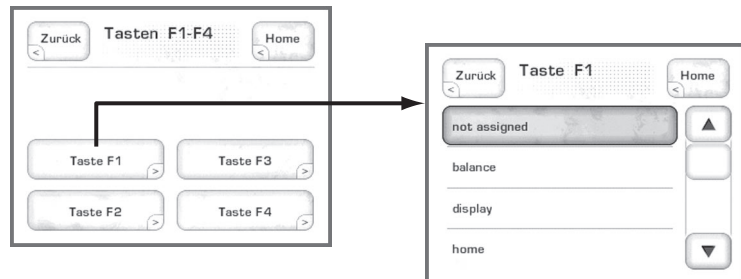 Zurück Tasten F1-F4 Home
Taste F1 Taste F3
Taste F2 Taste F4
Zurück Taste F1 Home
not assigned
balance
display
home